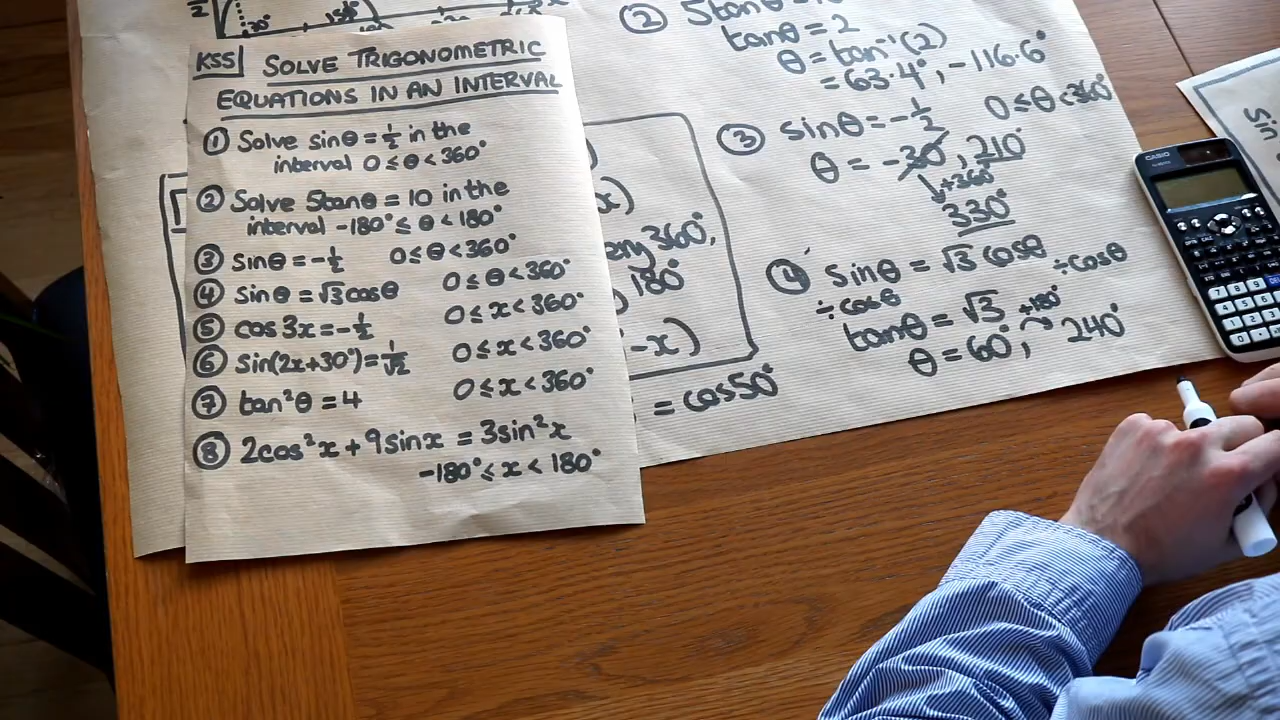 KSS1 SOLVE TRIGONOMETRIC
EQUATIONS IN AN INTERVAL
① Solve sinθ = ½ in the
interval 0 ≤ θ < 360°
② Solve 5tanθ = 10 in the
interval -180° ≤ θ < 180°
③ sinθ = -½ 0 ≤ θ < 360°
④ Sinθ = √3 cosθ 0 ≤ θ < 360°
⑤ cos 3x = -½ 0 ≤ x < 360°
⑥ sin(2x+30°) = 1/√2 0 ≤ x < 360°
⑦ tan²θ = 4 0 ≤ x < 360°
⑧ 2cos²x + 9sinx = 3sin²x
-180° ≤ x < 180°
②
tanθ = 2
θ = tan⁻¹(2)
= 63.4°, -116.6°
③ sinθ = -½ 0 ≤ θ < 360°
θ = -30°, 210°
+360°
330°
④ sinθ = √3 cosθ
÷cosθ ÷cosθ
tanθ = √3 +180°
θ = 60°, 240°
x)
360°,
180°
-x)
= cos50°
CASIO